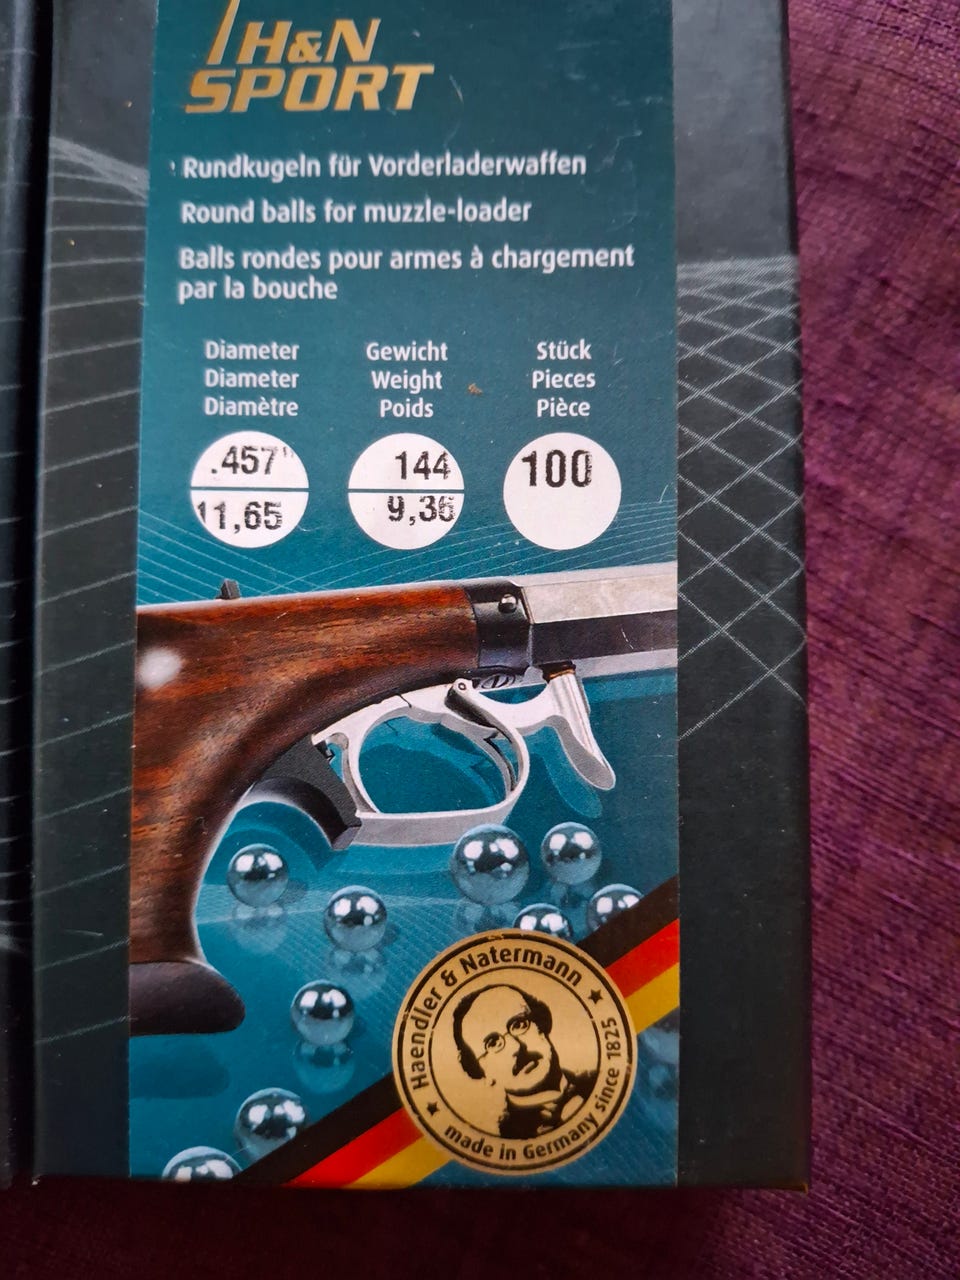 H&N
SPORT
Rundkugeln für Vorderladerwaffen
Round balls for muzzle-loader
Balls rondes pour armes à chargement
par la bouche
Diameter
Diameter
Diamètre
.457"
11,65
Gewicht
Weight
Poids
144
9,36
Stück
Pieces
Pièce
100
Haendler & Natermann
made in Germany since 1825